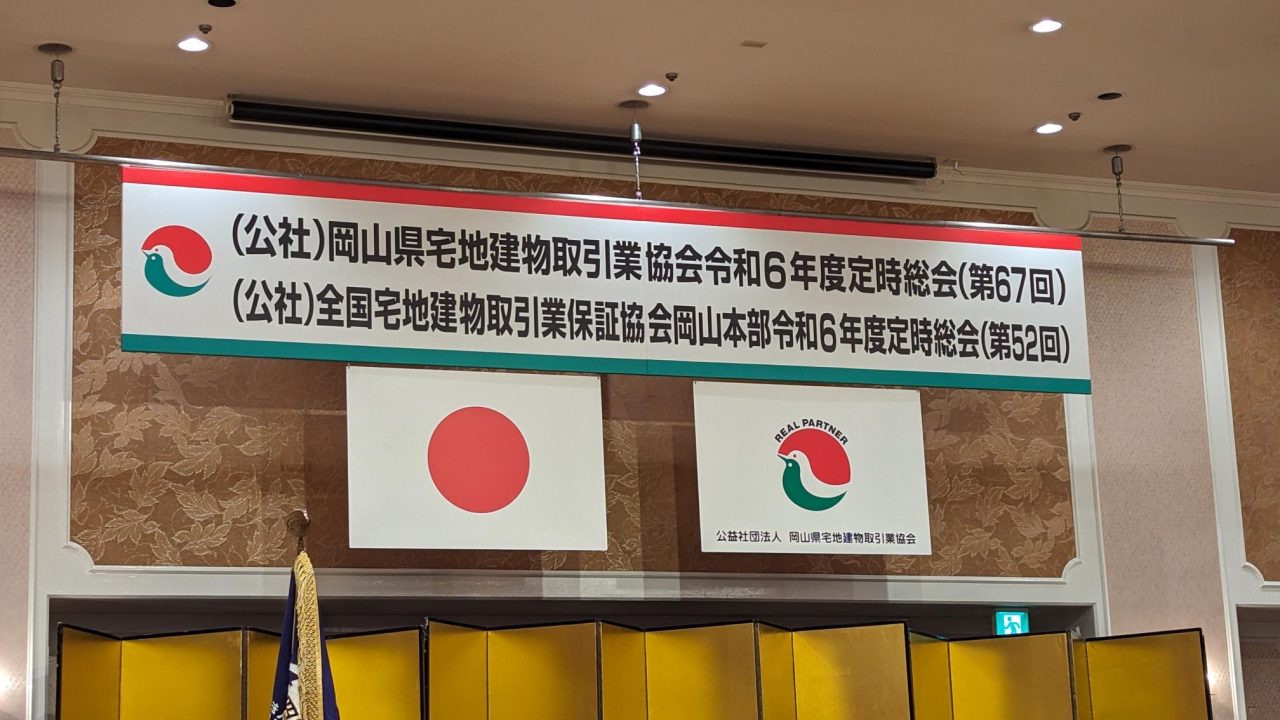 (公社)岡山県宅地建物取引業協会令和6年度定時総会(第67回)
(公社)全国宅地建物取引業保証協会岡山本部令和6年度定時総会(第52回)
REAL PARTNER
公益社団法人 岡山県宅地建物取引業協会